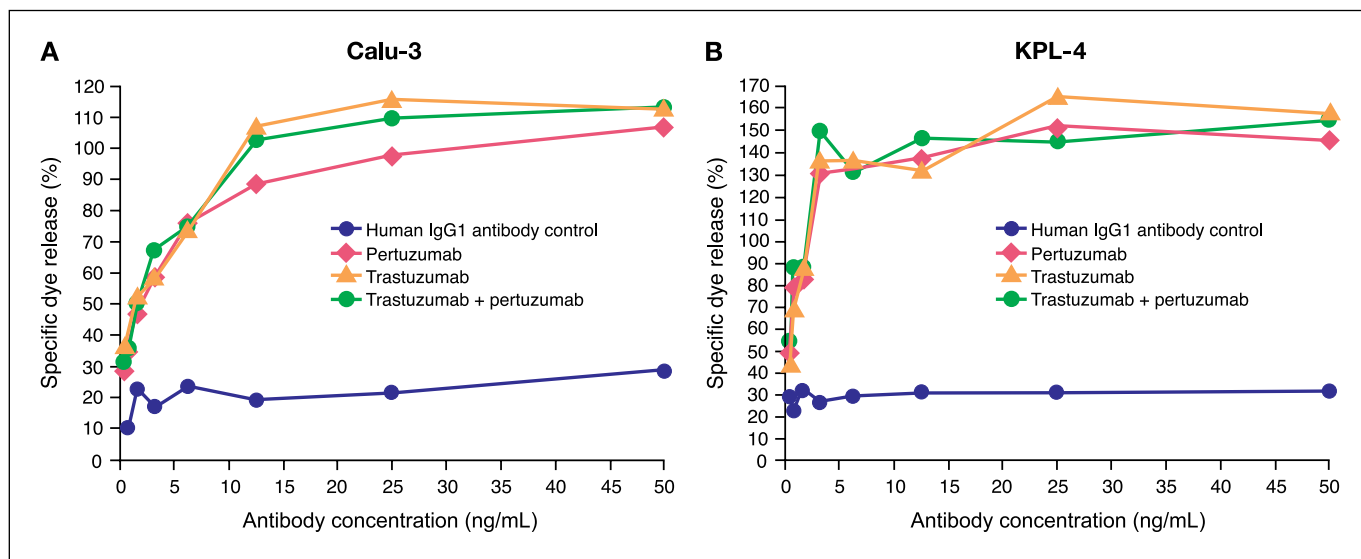 A
Calu-3
Specific dye release (%)
120
110
100
90
80
70
60
50
40
30
20
10
0
Human IgG1 antibody control
Pertuzumab
Trastuzumab
Trastuzumab + pertuzumab
0 5 10 15 20 25 30 35 40 45 50
Antibody concentration (ng/mL)
B
KPL-4
Specific dye release (%)
170
160
150
140
130
120
110
100
90
80
70
60
50
40
30
20
10
0
Human IgG1 antibody control
Pertuzumab
Trastuzumab
Trastuzumab + pertuzumab
0 5 10 15 20 25 30 35 40 45 50
Antibody concentration (ng/mL)